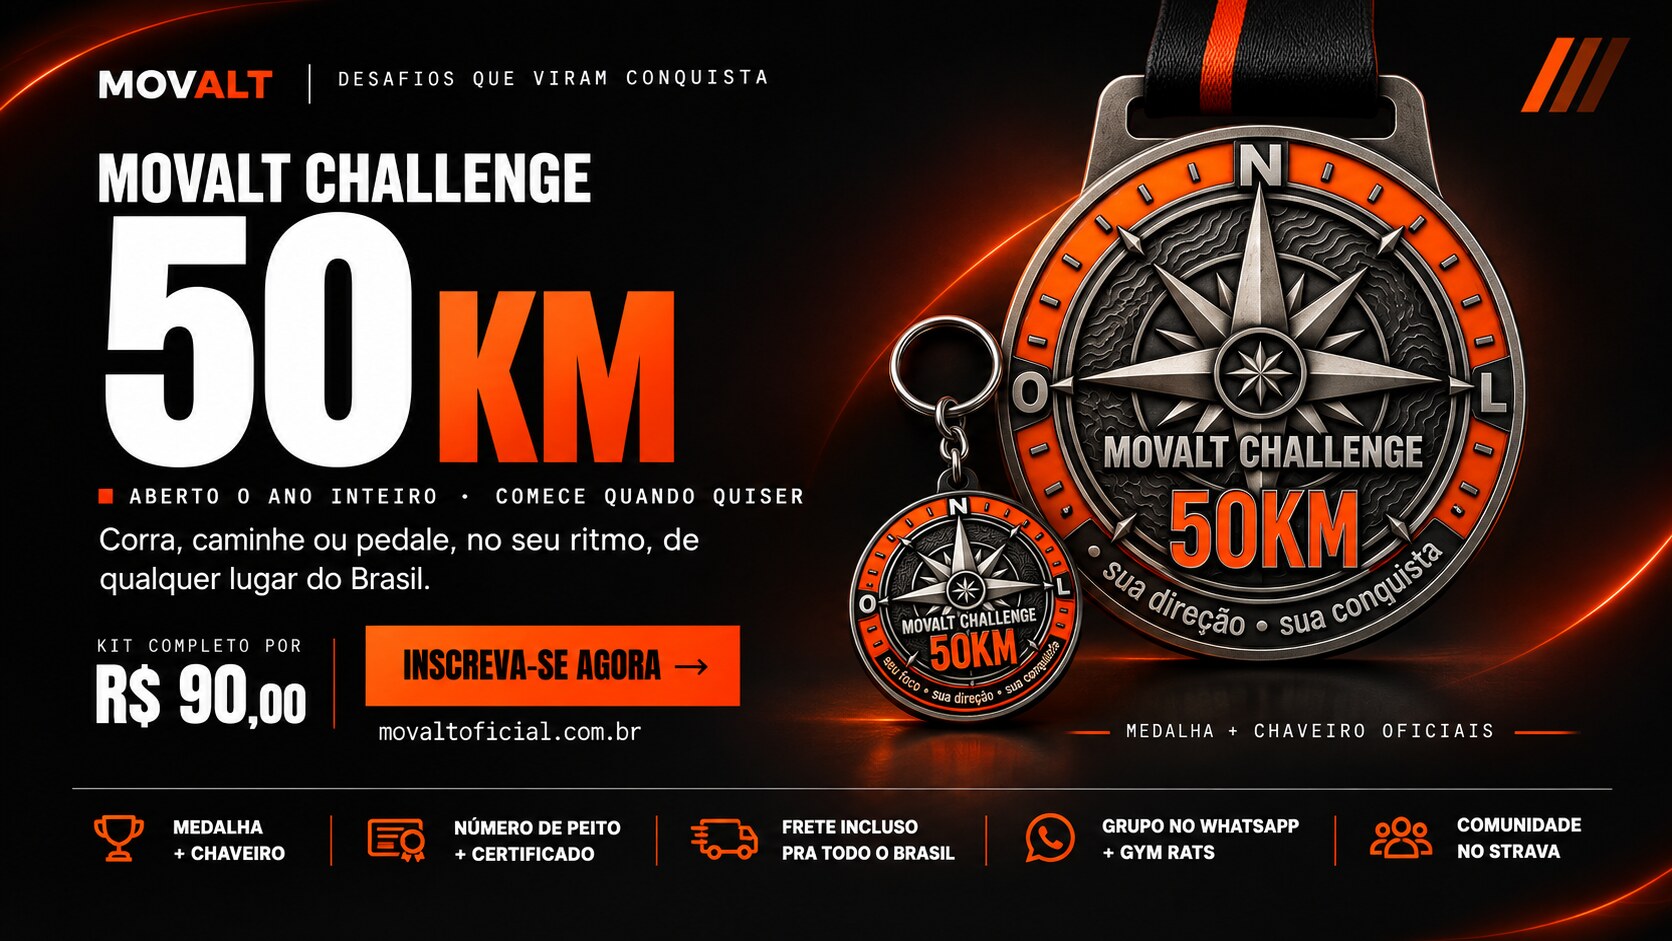 MOVALT
DESAFIOS QUE VIRAM CONQUISTA
MOVALT CHALLENGE
50 KM
ABERTO O ANO INTEIRO · COMECE QUANDO QUISER
Corra, caminhe ou pedale, no seu ritmo, de
qualquer lugar do Brasil.
KIT COMPLETO POR
R$ 90,00
INSCREVA-SE AGORA →
movaltoficial.com.br
N
O
L
MOVALT CHALLENGE
50KM
• sua direção • sua conquista
N
O
L
MOVALT CHALLENGE
50KM
seu foco • sua direção • sua conquista
MEDALHA + CHAVEIRO OFICIAIS
MEDALHA
+ CHAVEIRO
NÚMERO DE PEITO
+ CERTIFICADO
FRETE INCLUSO
PRA TODO O BRASIL
GRUPO NO WHATSAPP
+ GYM RATS
COMUNIDADE
NO STRAVA